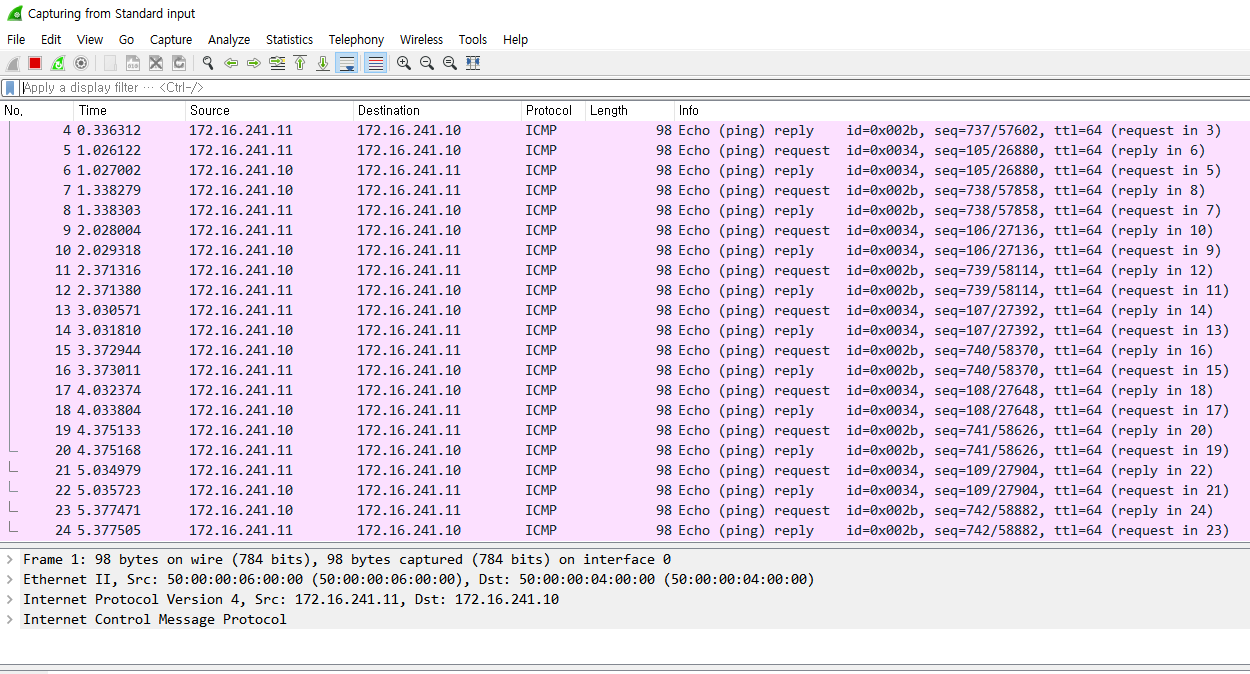 Capturing from Standard input
File Edit View Go Capture Analyze Statistics Telephony Wireless Tools Help
Apply a display filter ··· <Ctrl-/>
No. Time Source Destination Protocol Length Info
4 0.336312 172.16.241.11 172.16.241.10 ICMP 98 Echo (ping) reply id=0x002b, seq=737/57602, ttl=64 (request in 3)
5 1.026122 172.16.241.11 172.16.241.10 ICMP 98 Echo (ping) request id=0x0034, seq=105/26880, ttl=64 (reply in 6)
6 1.027002 172.16.241.10 172.16.241.11 ICMP 98 Echo (ping) reply id=0x0034, seq=105/26880, ttl=64 (request in 5)
7 1.338279 172.16.241.10 172.16.241.11 ICMP 98 Echo (ping) request id=0x002b, seq=738/57858, ttl=64 (reply in 8)
8 1.338303 172.16.241.11 172.16.241.10 ICMP 98 Echo (ping) reply id=0x002b, seq=738/57858, ttl=64 (request in 7)
9 2.028004 172.16.241.11 172.16.241.10 ICMP 98 Echo (ping) request id=0x0034, seq=106/27136, ttl=64 (reply in 10)
10 2.029318 172.16.241.10 172.16.241.11 ICMP 98 Echo (ping) reply id=0x0034, seq=106/27136, ttl=64 (request in 9)
11 2.371316 172.16.241.10 172.16.241.11 ICMP 98 Echo (ping) request id=0x002b, seq=739/58114, ttl=64 (reply in 12)
12 2.371380 172.16.241.11 172.16.241.10 ICMP 98 Echo (ping) reply id=0x002b, seq=739/58114, ttl=64 (request in 11)
13 3.030571 172.16.241.11 172.16.241.10 ICMP 98 Echo (ping) request id=0x0034, seq=107/27392, ttl=64 (reply in 14)
14 3.031810 172.16.241.10 172.16.241.11 ICMP 98 Echo (ping) reply id=0x0034, seq=107/27392, ttl=64 (request in 13)
15 3.372944 172.16.241.10 172.16.241.11 ICMP 98 Echo (ping) request id=0x002b, seq=740/58370, ttl=64 (reply in 16)
16 3.373011 172.16.241.11 172.16.241.10 ICMP 98 Echo (ping) reply id=0x002b, seq=740/58370, ttl=64 (request in 15)
17 4.032374 172.16.241.11 172.16.241.10 ICMP 98 Echo (ping) request id=0x0034, seq=108/27648, ttl=64 (reply in 18)
18 4.033804 172.16.241.10 172.16.241.11 ICMP 98 Echo (ping) reply id=0x0034, seq=108/27648, ttl=64 (request in 17)
19 4.375133 172.16.241.10 172.16.241.11 ICMP 98 Echo (ping) request id=0x002b, seq=741/58626, ttl=64 (reply in 20)
20 4.375168 172.16.241.11 172.16.241.10 ICMP 98 Echo (ping) reply id=0x002b, seq=741/58626, ttl=64 (request in 19)
21 5.034979 172.16.241.11 172.16.241.10 ICMP 98 Echo (ping) request id=0x0034, seq=109/27904, ttl=64 (reply in 22)
22 5.035723 172.16.241.10 172.16.241.11 ICMP 98 Echo (ping) reply id=0x0034, seq=109/27904, ttl=64 (request in 21)
23 5.377471 172.16.241.10 172.16.241.11 ICMP 98 Echo (ping) request id=0x002b, seq=742/58882, ttl=64 (reply in 24)
24 5.377505 172.16.241.11 172.16.241.10 ICMP 98 Echo (ping) reply id=0x002b, seq=742/58882, ttl=64 (request in 23)
Frame 1: 98 bytes on wire (784 bits), 98 bytes captured (784 bits) on interface 0
Ethernet II, Src: 50:00:00:06:00:00 (50:00:00:06:00:00), Dst: 50:00:00:04:00:00 (50:00:00:04:00:00)
Internet Protocol Version 4, Src: 172.16.241.11, Dst: 172.16.241.10
Internet Control Message Protocol